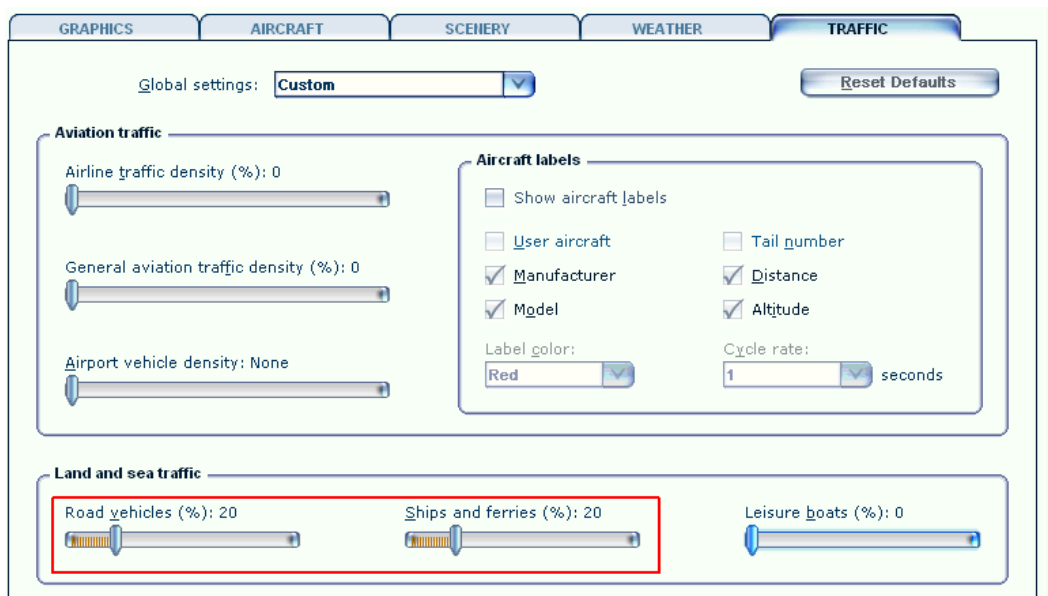 GRAPHICS AIRCRAFT SCENERY WEATHER TRAFFIC
Global settings: Custom Reset Defaults
Aviation traffic
Airline traffic density (%): 0
General aviation traffic density (%): 0
Airport vehicle density: None
Aircraft labels
Show aircraft labels
User aircraft Tail number
Manufacturer Distance
Model Altitude
Label color: Cycle rate:
Red 1 seconds
Land and sea traffic
Road vehicles (%): 20 Ships and ferries (%): 20 Leisure boats (%): 0